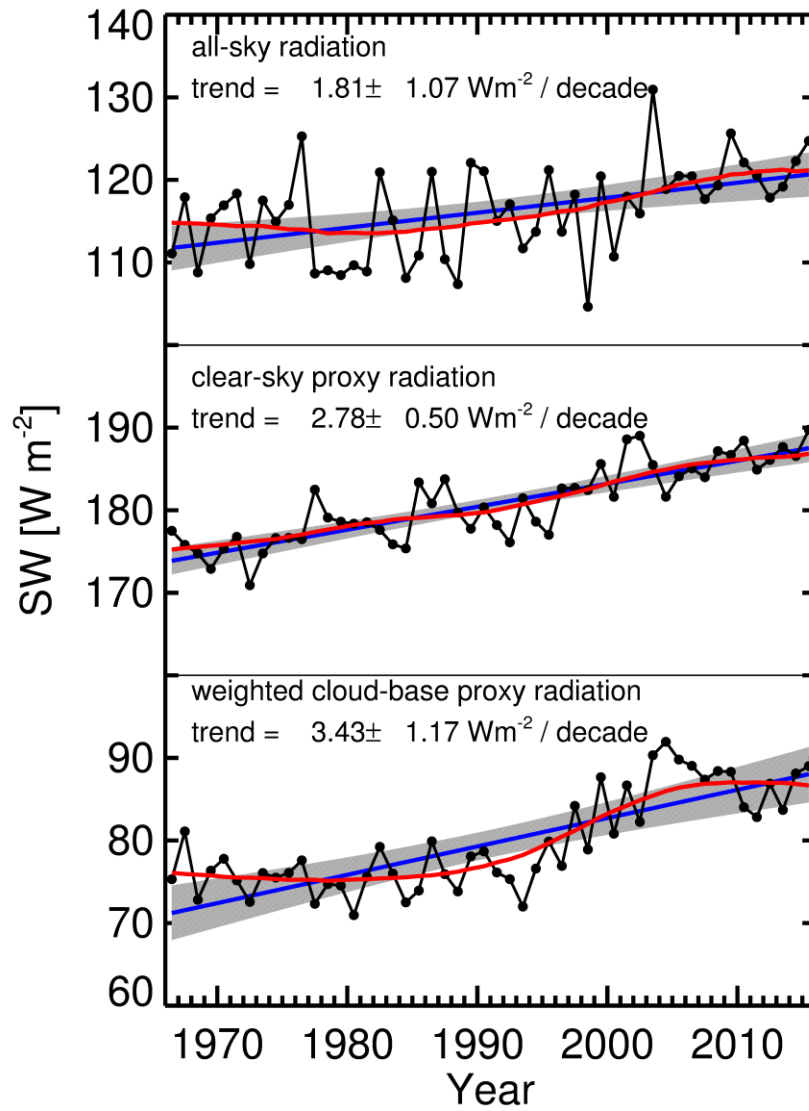 140
all-sky radiation
trend = 1.81± 1.07 Wm-2 / decade
130
120
110
clear-sky proxy radiation
190
trend = 2.78± 0.50 Wm-2 / decade
180
170
SW [W m-2]
weighted cloud-base proxy radiation
trend = 3.43± 1.17 Wm-2 / decade
90
80
70
60
1970 1980 1990 2000 2010
Year